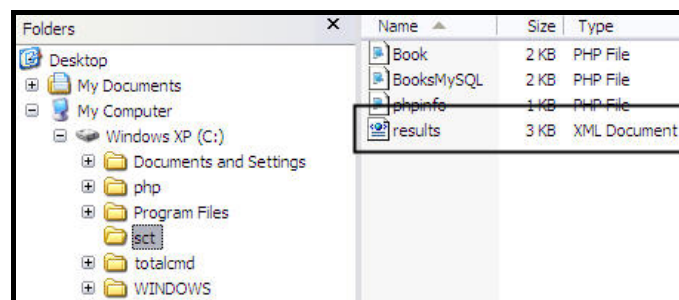 Folders
Desktop
My Documents
My Computer
Windows XP (C:)
Documents and Settings
php
Program Files
sct
totalcmd
WINDOWS
Name Size Type
Book 2 KB PHP File
BooksMySQL 2 KB PHP File
phpinfo 1 KB PHP File
results 3 KB XML Document